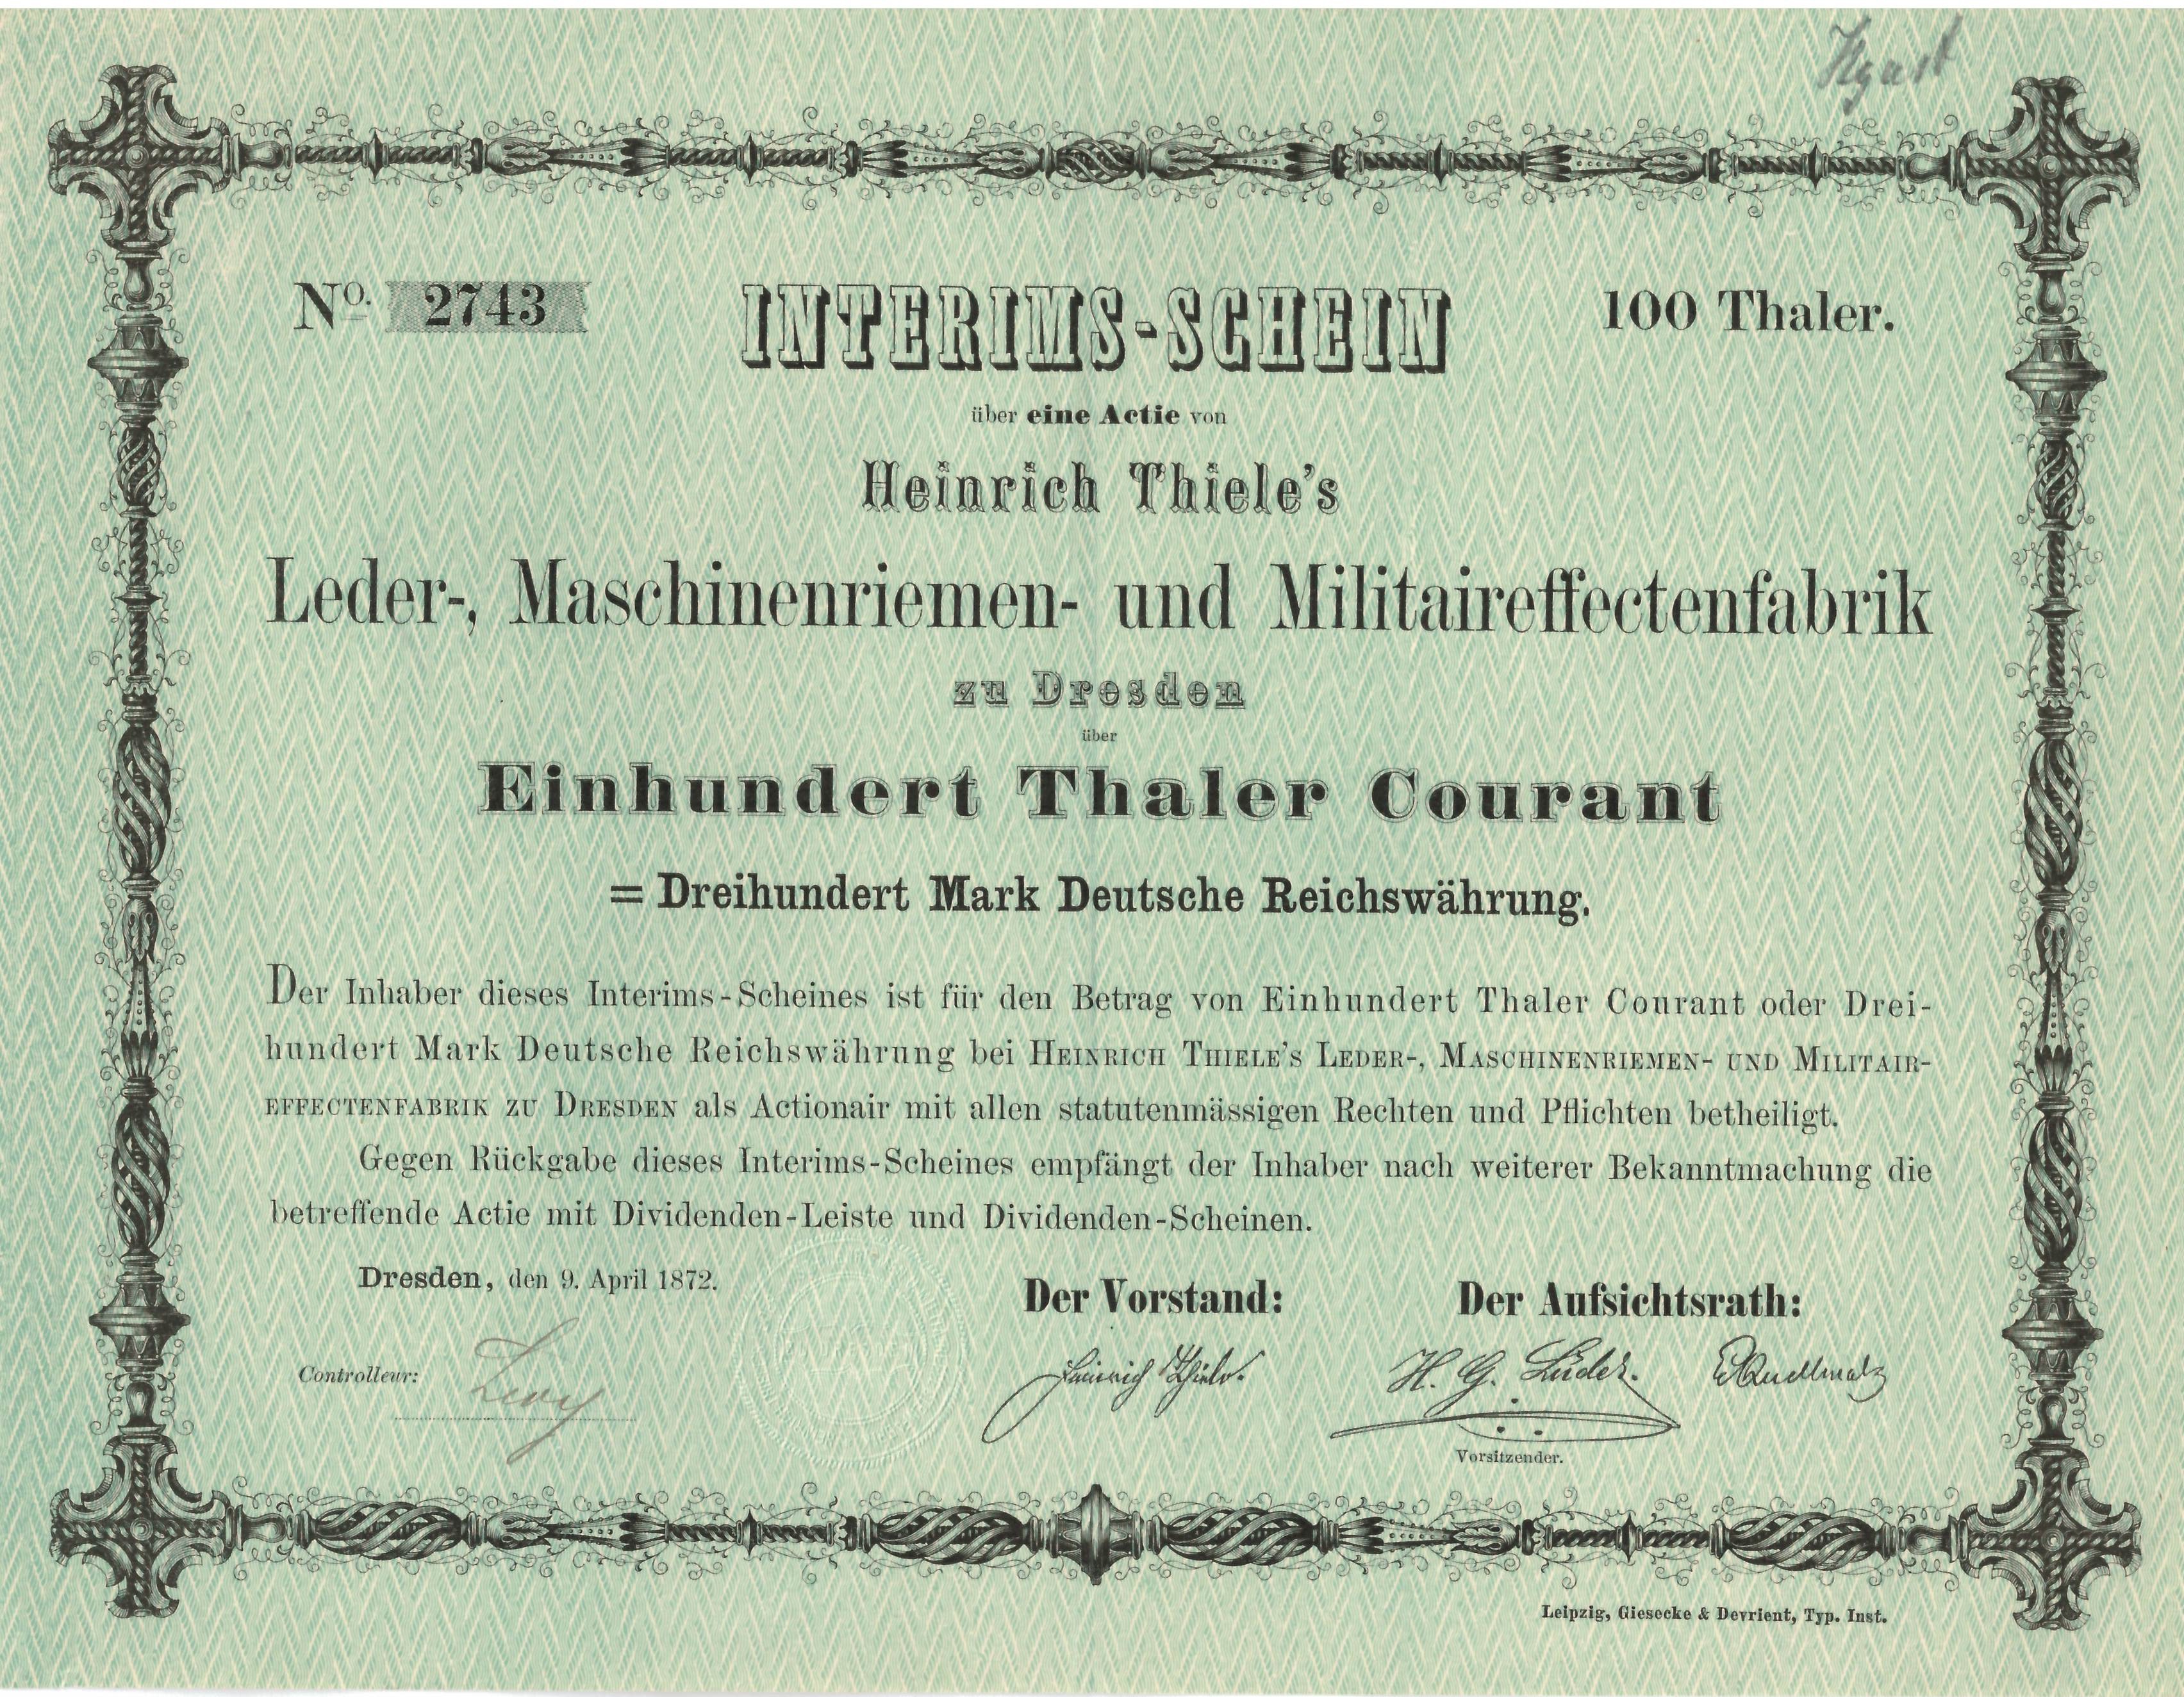 No. 2743
INTERIMS-SCHEIN
100 Thaler.
über eine Actie von
Heinrich Thiele's
Leder-, Maschinenriemen- und Militaireffectenfabrik
zu Dresden
über
Einhundert Thaler Courant
= Dreihundert Mark Deutsche Reichswährung.
Der Inhaber dieses Interims-Scheines ist für den Betrag von Einhundert Thaler Courant oder Drei-
hundert Mark Deutsche Reichswährung bei HEINRICH THIELE'S LEDER-, MASCHINENRIEMEN- UND MILITAIR-
EFFECTENFABRIK ZU DRESDEN als Actionair mit allen statutenmässigen Rechten und Pflichten betheiligt.
Gegen Rückgabe dieses Interims-Scheines empfängt der Inhaber nach weiterer Bekanntmachung die
betreffende Actie mit Dividenden-Leiste und Dividenden-Scheinen.
Dresden, den 9. April 1872.
Der Vorstand:
Der Aufsichtsrath:
Controlleur: Levy
Heinrich Thiele.
H. G. Lüder.
Vorsitzender.
Leipzig, Giesecke & Devrient, Typ. Inst.